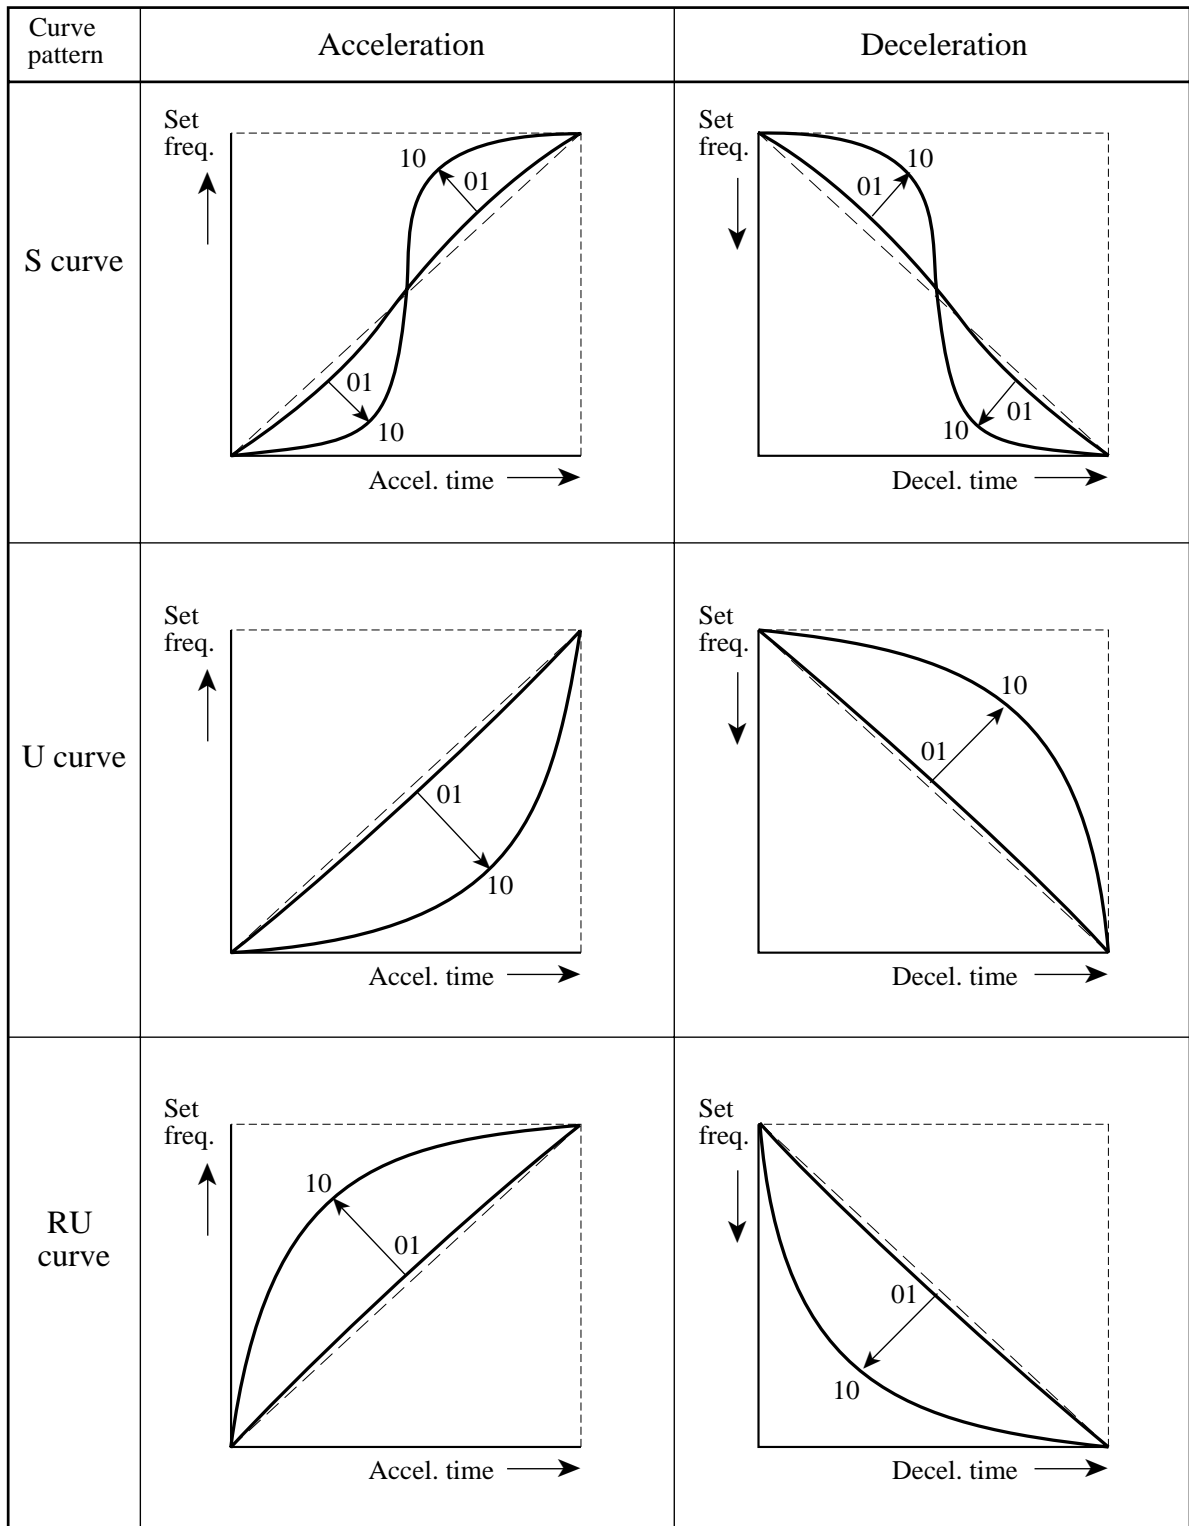 Curve
pattern
Acceleration
Deceleration
S curve
Set
freq.
10
01
01
10
Accel. time
Set
freq.
10
01
01
10
Decel. time
U curve
Set
freq.
01
10
Accel. time
Set
freq.
10
01
Decel. time
RU
curve
Set
freq.
10
01
Accel. time
Set
freq.
01
10
Decel. time